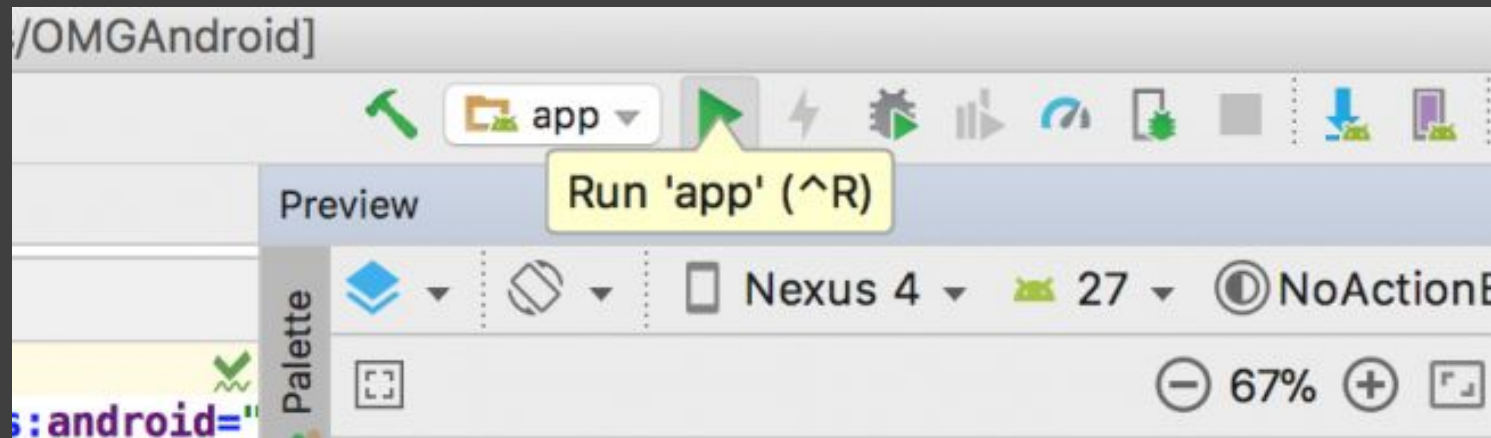 /OMGAndroid]
app
Run 'app' (^R)
Preview
Nexus 4
27
NoActionB
Palette
67%
s:android="